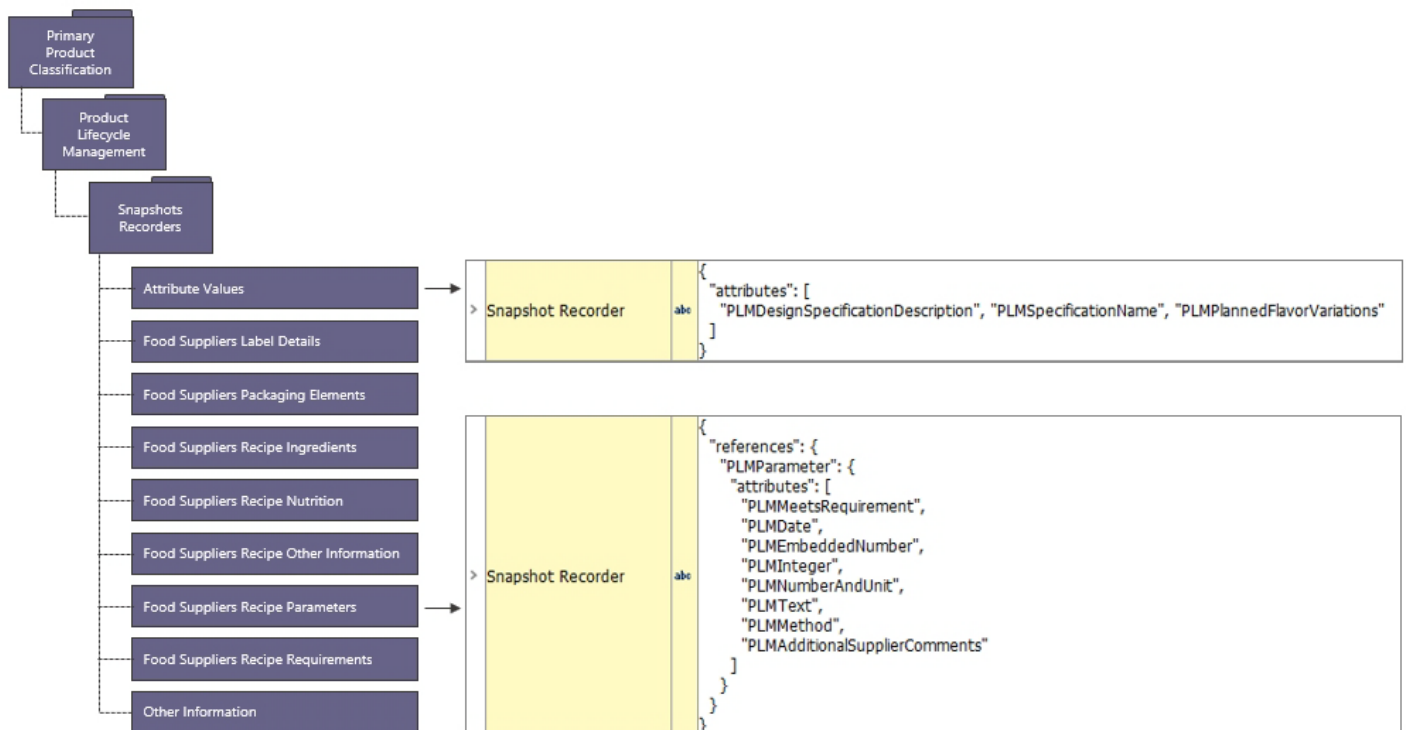 Primary
Product
Classification
Product
Lifecycle
Management
Snapshots
Recorders
Attribute Values
Food Suppliers Label Details
Food Suppliers Packaging Elements
Food Suppliers Recipe Ingredients
Food Suppliers Recipe Nutrition
Food Suppliers Recipe Other Information
Food Suppliers Recipe Parameters
Food Suppliers Recipe Requirements
Other Information
> Snapshot Recorder abc
{
"attributes": [
"PLMDesignSpecificationDescription", "PLMSpecificationName", "PLMPlannedFlavorVariations"
]
}
> Snapshot Recorder abc
{
"references": {
"PLMParameter": {
"attributes": [
"PLMMeetsRequirement",
"PLMDate",
"PLMEmbeddedNumber",
"PLMInteger",
"PLMNumberAndUnit",
"PLMText",
"PLMMethod",
"PLMAdditionalSupplierComments"
]
}
}
}